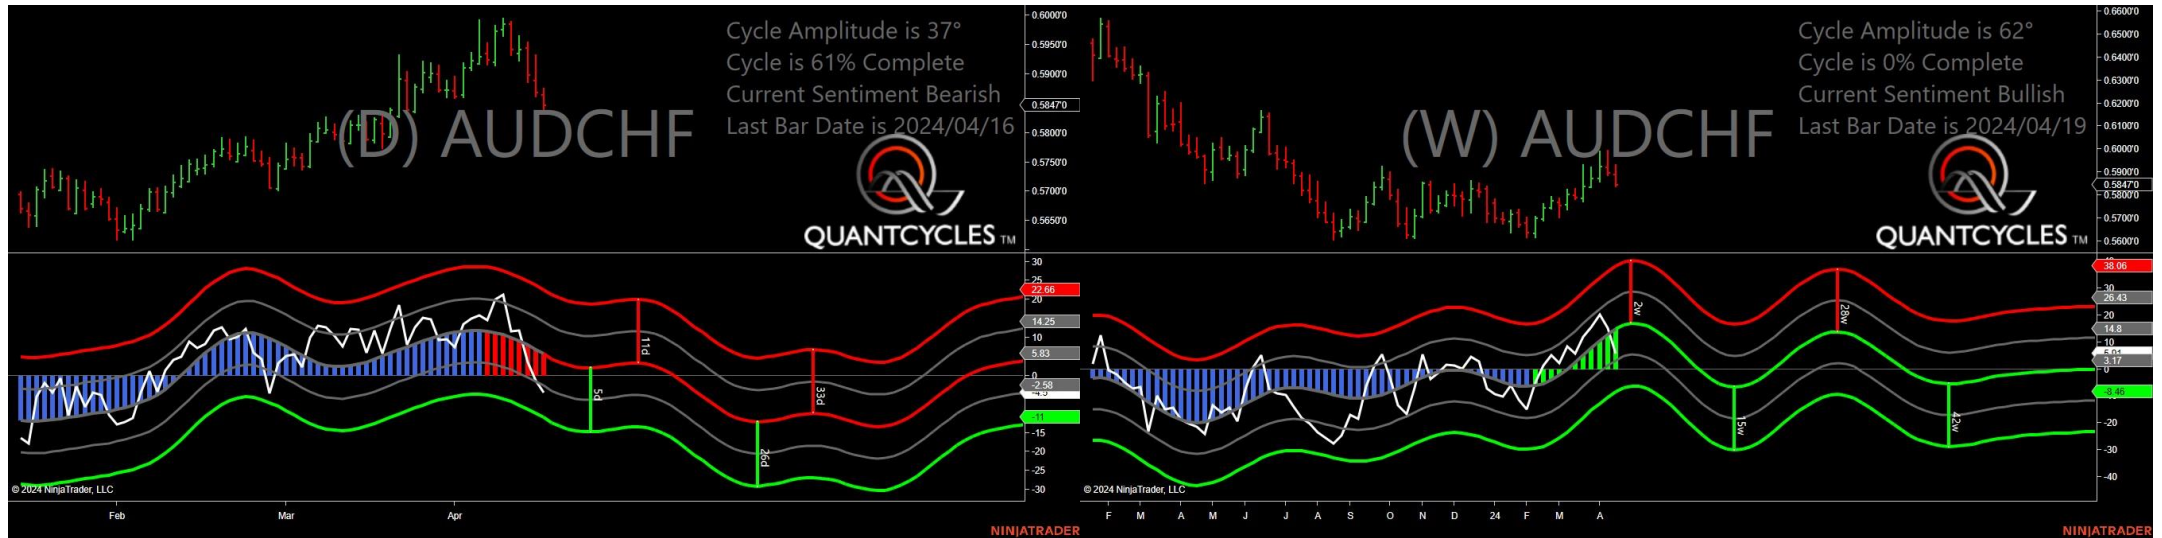 Cycle Amplitude is 37°
Cycle is 61% Complete
Current Sentiment Bearish
Last Bar Date is 2024/04/16
(D) AUDCHF
QUANTCYCLES TM
0.6000'0
0.5950'0
0.5900'0
0.5847'0
0.5800'0
0.5750'0
0.5700'0
0.5650'0
30
25
22.66
20
14.25
10
5.83
0
-2.58
-4.5
-11
-15
-20
-25
-30
5d
11d
26d
33d
© 2024 NinjaTrader, LLC
Feb Mar Apr
NINJATRADER
Cycle Amplitude is 62°
Cycle is 0% Complete
Current Sentiment Bullish
Last Bar Date is 2024/04/19
(W) AUDCHF
QUANTCYCLES TM
0.6600'0
0.6500'0
0.6400'0
0.6300'0
0.6200'0
0.6100'0
0.6000'0
0.5900'0
0.5847'0
0.5800'0
0.5700'0
0.5600'0
38.06
30
26.43
20
14.8
10
3.17
0
-8.46
-20
-30
-40
2w
15w
28w
42w
© 2024 NinjaTrader, LLC
F M A M J J A S O N D 24 F M A
NINJATRADER